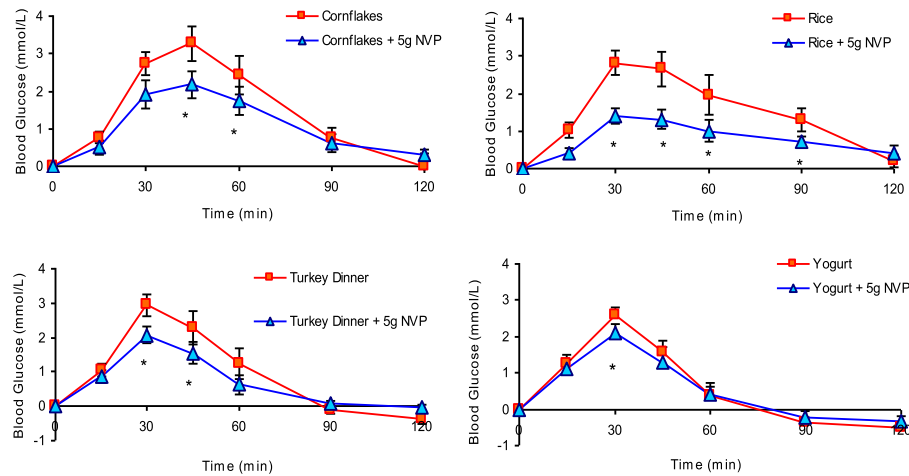 Cornflakes
Cornflakes + 5g NVP
Blood Glucose (mmol/L)
4
3
2
1
0
0 30 60 90 120
* *
Time (min)
Rice
Rice + 5g NVP
Blood Glucose (mmol/L)
4
3
2
1
0
0 30 60 90 120
* * * *
Time (min)
Turkey Dinner
Turkey Dinner + 5g NVP
Blood Glucose (mmol/L)
4
3
2
1
0
-1
0 30 60 90 120
* *
Time (min)
Yogurt
Yogurt + 5g NVP
Blood Glucose (mmol/L)
4
3
2
1
0
-1
0 30 60 90 120
*
Time (min)